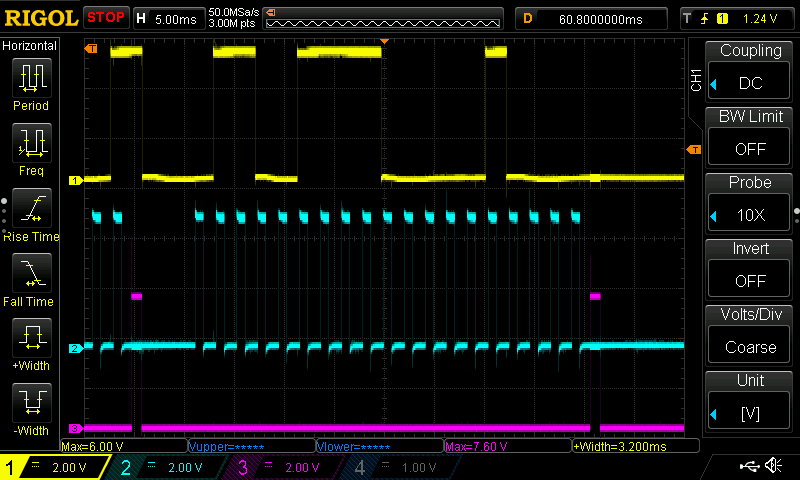 RIGOL STOP H 5.00ms 50.0MSa/s 3.00M pts D 60.8000000ms T 1 1.24 V
Horizontal
Period
Freq
Rise Time
Fall Time
+Width
-Width
T
T
1
2
3
CH1
Coupling
DC
BW Limit
OFF
Probe
10X
Invert
OFF
Volts/Div
Coarse
Unit
[V]
Max=6.00 V Vupper=***** Vlower=***** Max=7.60 V +Width=3.200ms
1 2.00 V 2 2.00 V 3 2.00 V 4 1.00 V